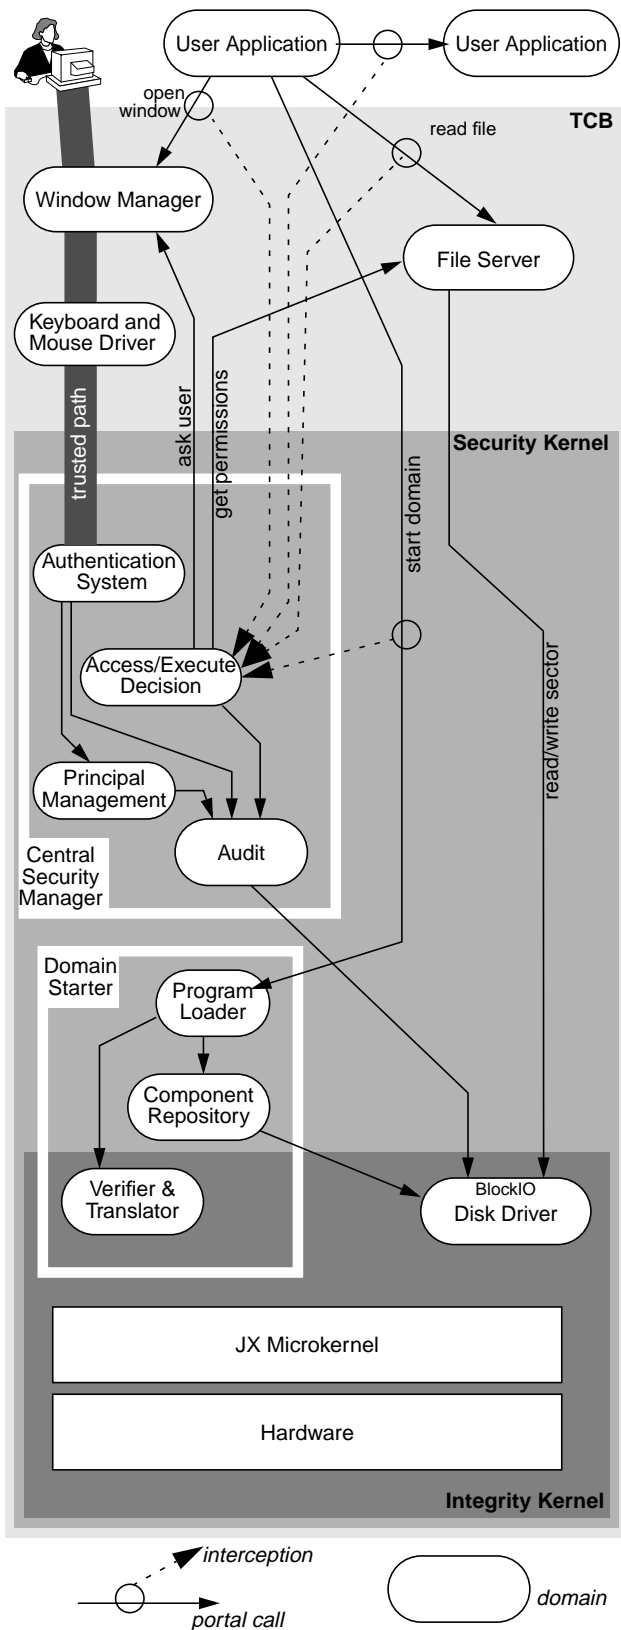 User Application
User Application
open
window
TCB
read file
Window Manager
File Server
Keyboard and
Mouse Driver
trusted path
ask user
get permissions
Security Kernel
start domain
Authentication
System
Access/Execute
Decision
read/write sector
Principal
Management
Audit
Central
Security
Manager
Domain
Starter
Program
Loader
Component
Repository
Verifier &
Translator
BlockIO
Disk Driver
JX Microkernel
Hardware
Integrity Kernel
interception
portal call
domain